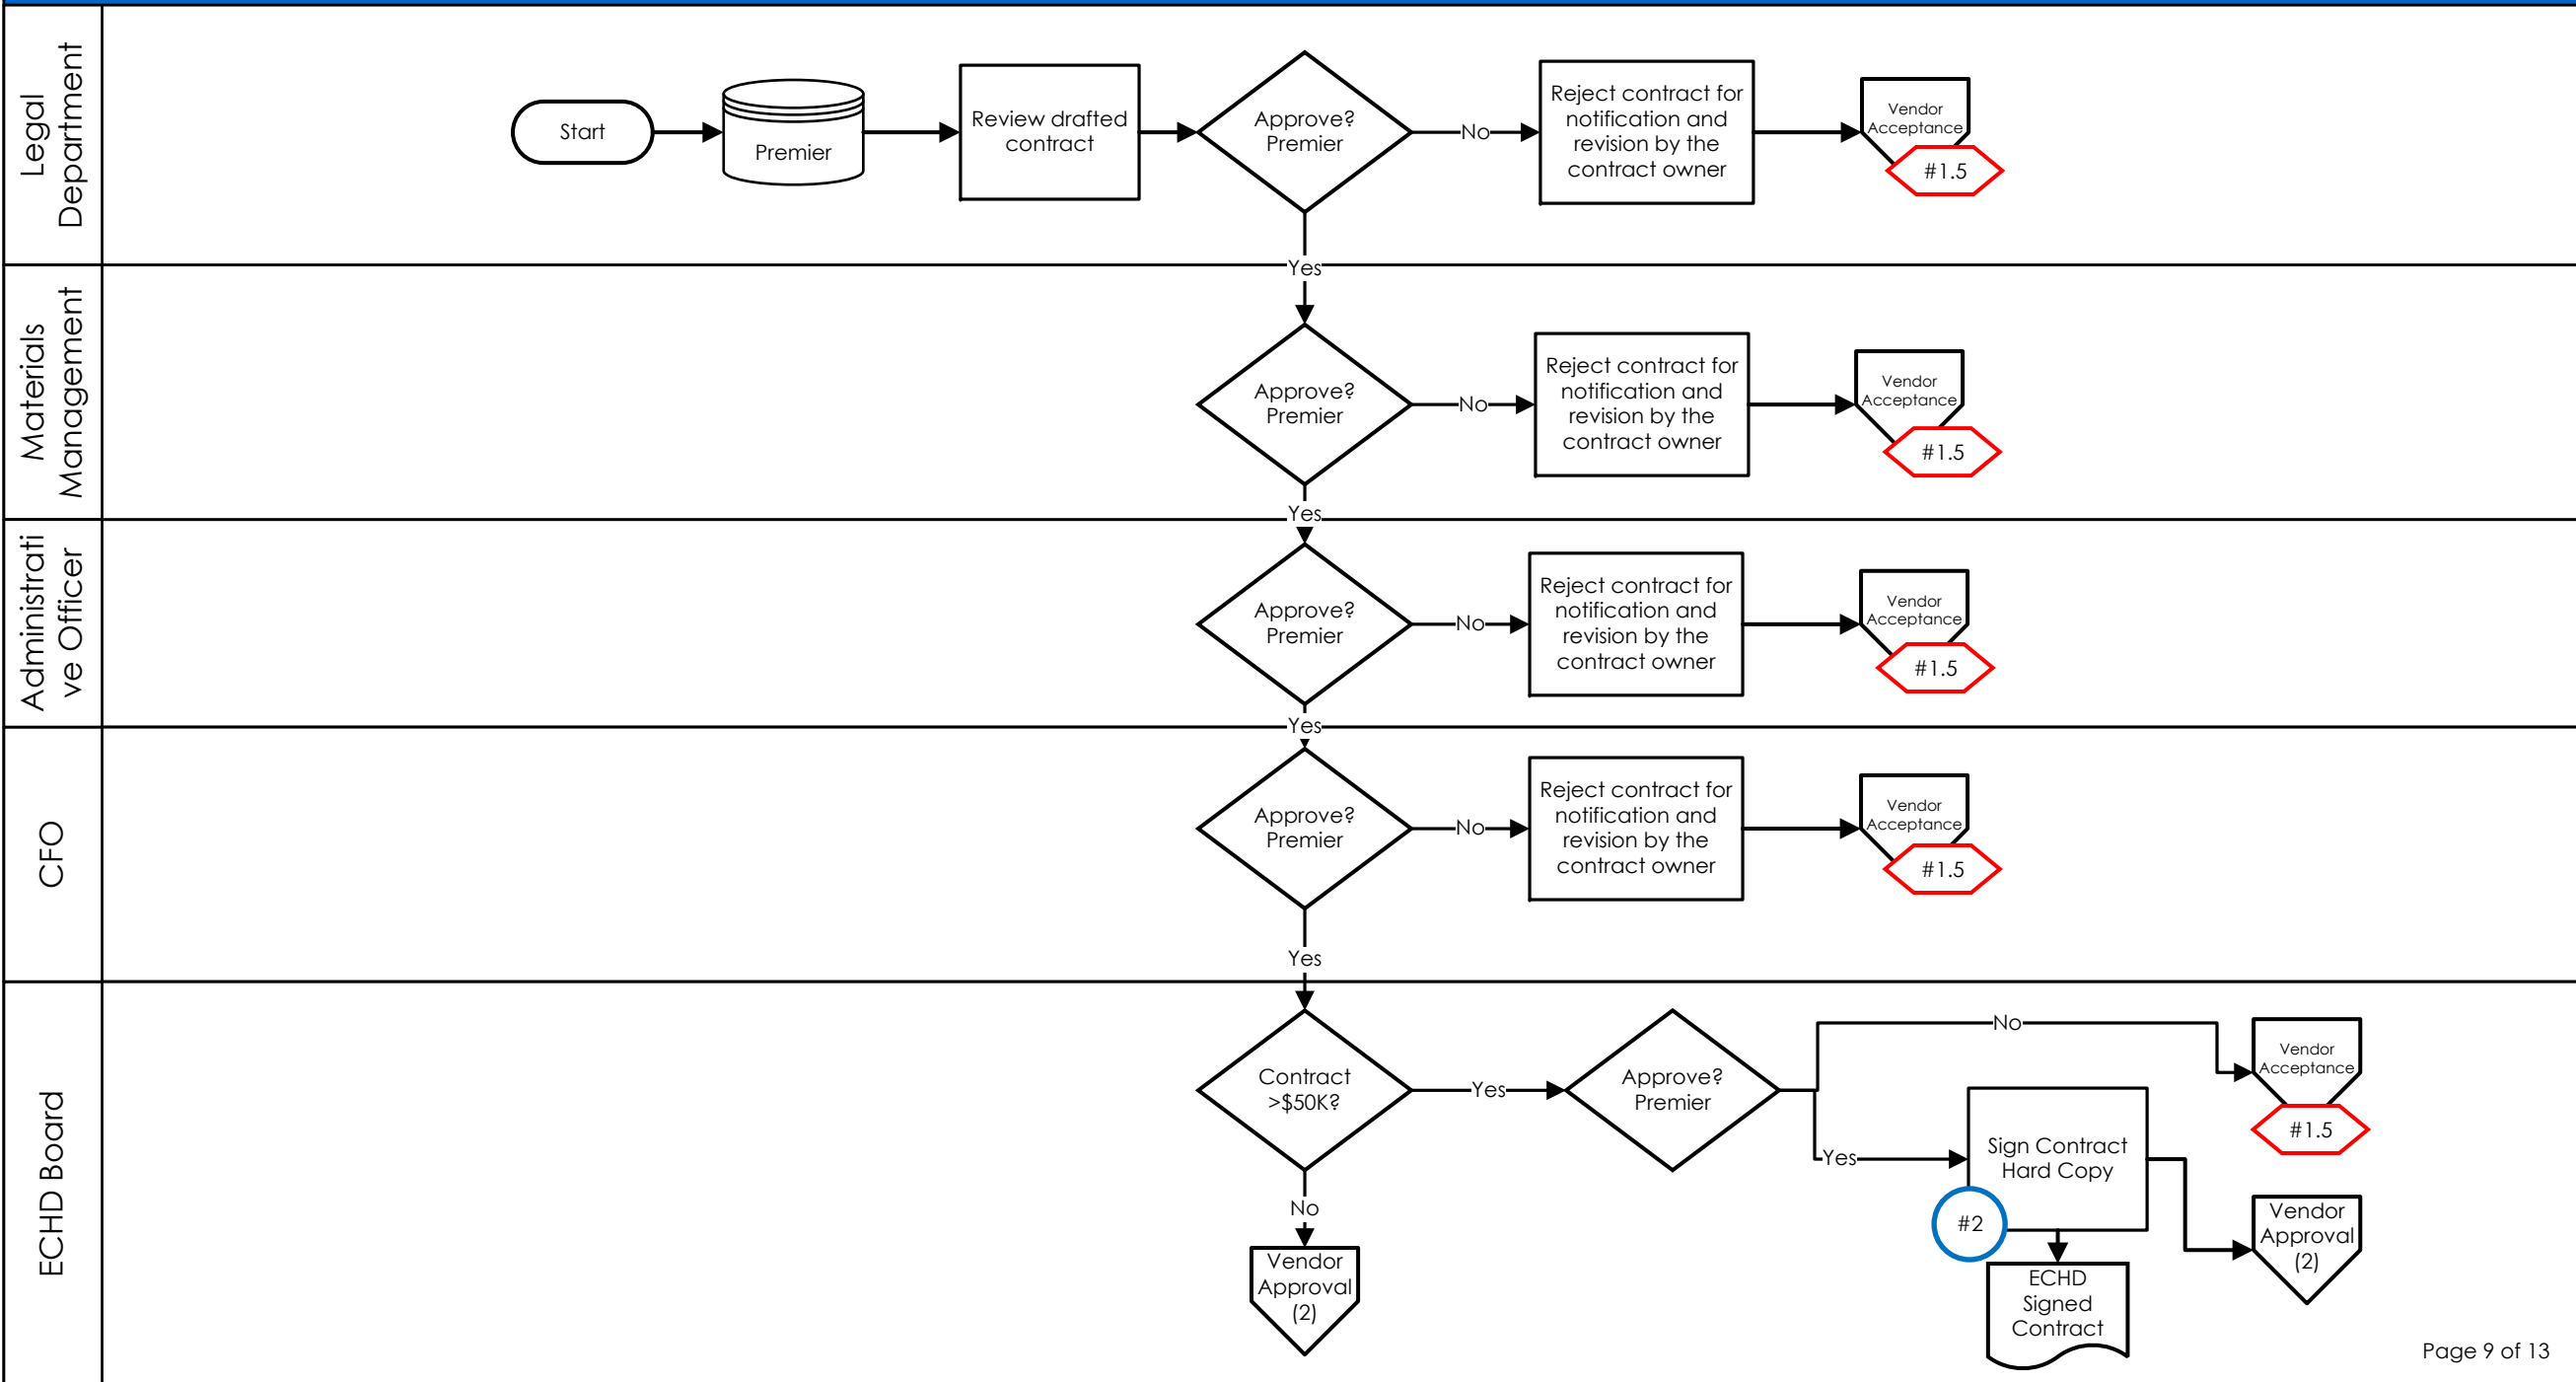 Legal
Department
Start
Premier
Review drafted
contract
Approve?
Premier
No
Reject contract for
notification and
revision by the
contract owner
Vendor
Acceptance
#1.5
Yes
Materials
Management
Approve?
Premier
No
Reject contract for
notification and
revision by the
contract owner
Vendor
Acceptance
#1.5
Yes
Administrati
ve Officer
Approve?
Premier
No
Reject contract for
notification and
revision by the
contract owner
Vendor
Acceptance
#1.5
Yes
CFO
Approve?
Premier
No
Reject contract for
notification and
revision by the
contract owner
Vendor
Acceptance
#1.5
Yes
ECHD Board
Contract
>$50K?
Yes
Approve?
Premier
No
Vendor
Acceptance
#1.5
Yes
Sign Contract
Hard Copy
#2
Vendor
Approval
(2)
No
Vendor
Approval
(2)
ECHD
Signed
Contract
Page 9 of 13